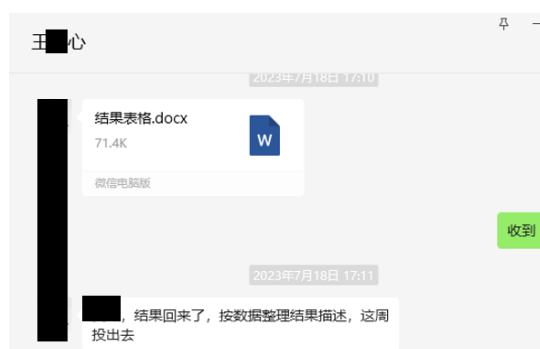 王 心
2023年7月18日 17:10
结果表格.docx
71.4K
W
微信电脑版
收到
2023年7月18日 17:11
，结果回来了，按数据整理结果描述，这周
投出去